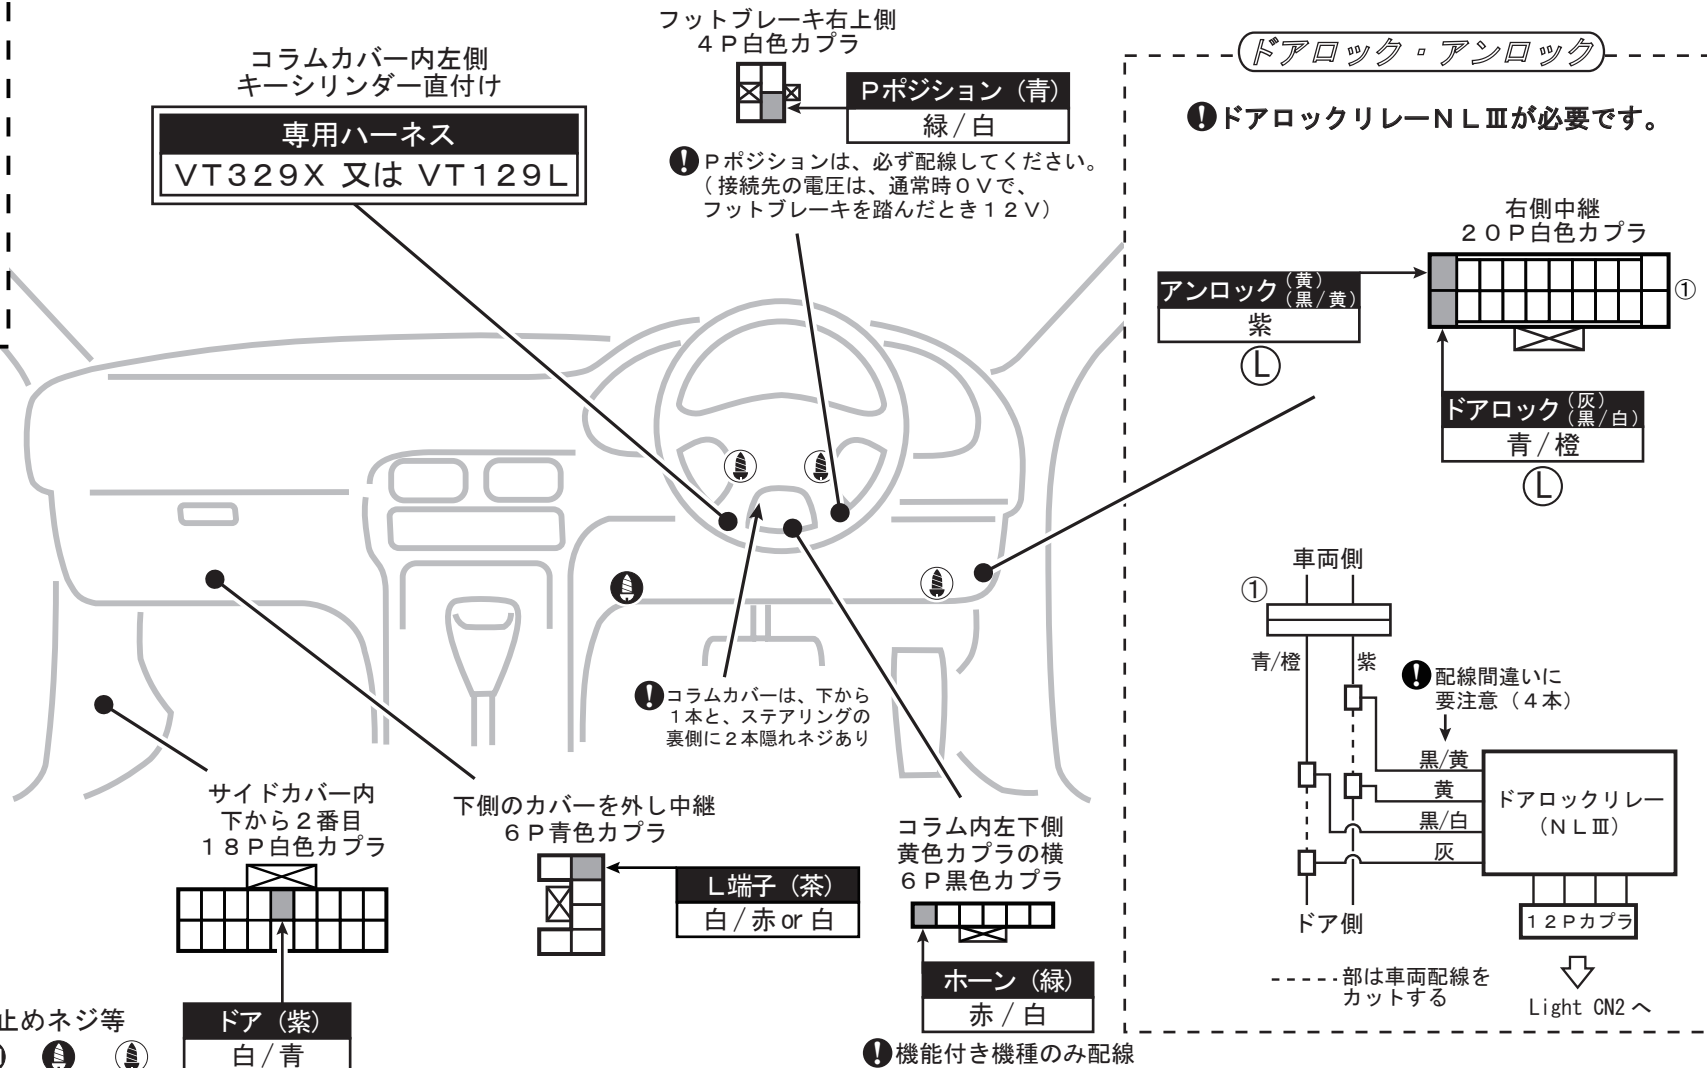 フットブレーキ右上側
４Ｐ白色カプラ
Ｐポジション（青）
緑/白
Ｐポジションは、必ず配線してください。
（接続先の電圧は、通常時０Ｖで、
フットブレーキを踏んだとき１２Ｖ）
コラムカバー内左側
キーシリンダー直付け
専用ハーネス
ＶＴ３２９Ｘ 又は ＶＴ１２９Ｌ
ドアロック・アンロック
ドアロックリレーＮＬⅢが必要です。
右側中継
２０Ｐ白色カプラ
①
アンロック（黄）
（黒/黄）
紫
Ⓛ
ドアロック（灰）
（黒/白）
青/橙
Ⓛ
車両側
①
青/橙
紫
配線間違いに
要注意（４本）
黒/黄
黄
黒/白
灰
ドアロックリレー
（ＮＬⅢ）
ドア側
１２Ｐカプラ
-----部は車両配線を
カットする
Light CN2 へ
コラムカバーは、下から
１本と、ステアリングの
裏側に２本隠れネジあり
サイドカバー内
下から２番目
１８Ｐ白色カプラ
ドア（紫）
白/青
下側のカバーを外し中継
６Ｐ青色カプラ
Ｌ端子（茶）
白/赤or 白
コラム内左下側
黄色カプラの横
６Ｐ黒色カプラ
ホーン（緑）
赤/白
機能付き機種のみ配線
止めネジ等